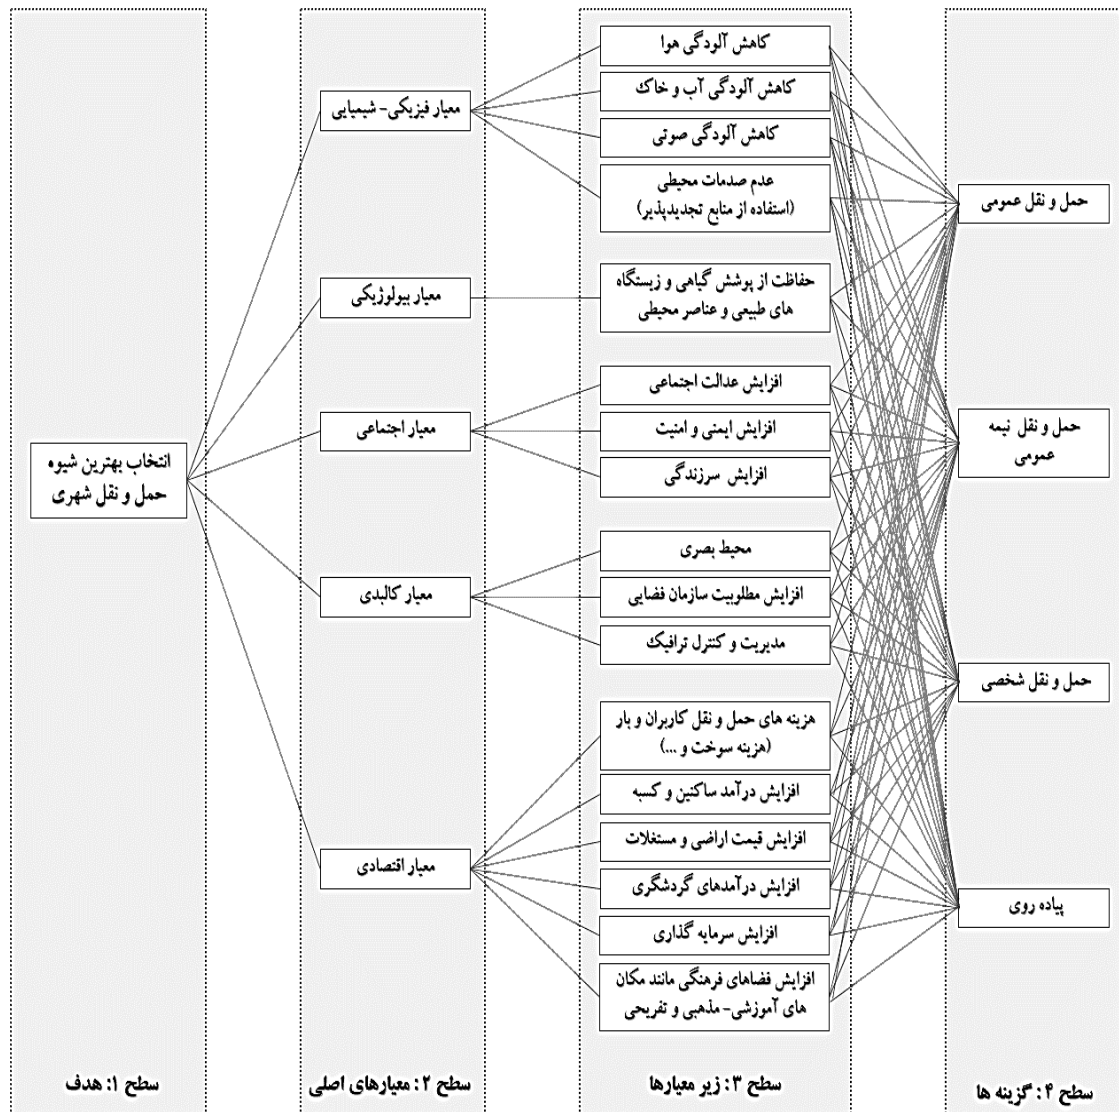 انتخاب بهترین شیوه
حمل و نقل شهری
سطح ۱: هدف
معیار فیزیکی- شیمیایی
معیار بیولوژیکی
معیار اجتماعی
معیار کالبدی
معیار اقتصادی
سطح ۲: معیارهای اصلی
کاهش آلودگی هوا
کاهش آلودگی آب و خاک
کاهش آلودگی صوتی
عدم صدمات محیطی
(استفاده از منابع تجدیدپذیر)
حفاظت از پوشش گیاهی و زیستگاه
های طبیعی و عناصر محیطی
افزایش عدالت اجتماعی
افزایش ایمنی و امنیت
افزایش سرزندگی
محیط بصری
افزایش مطلوبیت سازمان فضایی
مدیریت و کنترل ترافیک
هزینه های حمل و نقل کاربران و بار
(هزینه سوخت و ...)
افزایش درآمد ساکنین و کسبه
افزایش قیمت اراضی و مستغلات
افزایش درآمدهای گردشگری
افزایش سرمایه گذاری
افزایش فضاهای فرهنگی مانند مکان
های آموزشی- مذهبی و تفریحی
سطح ۳: زیر معیارها
حمل و نقل عمومی
حمل و نقل نیمه
عمومی
حمل و نقل شخصی
پیاده روی
سطح ۴: گزینه ها